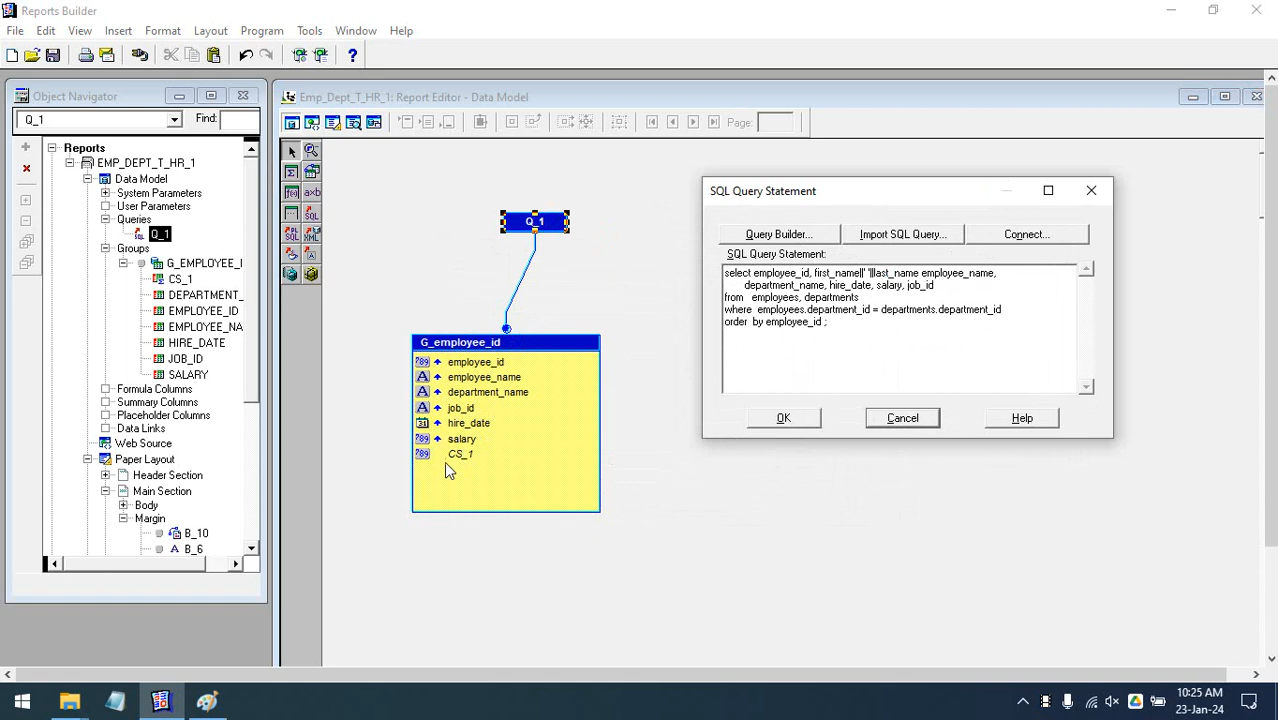 Reports Builder
File Edit View Insert Format Layout Program Tools Window Help
Object Navigator
Q_1
Find:
Reports
EMP_DEPT_T_HR_1
Data Model
System Parameters
User Parameters
Queries
Q_1
Groups
G_EMPLOYEE_I
CS_1
DEPARTMENT_
EMPLOYEE_ID
EMPLOYEE_NA
HIRE_DATE
JOB_ID
SALARY
Formula Columns
Summary Columns
Placeholder Columns
Data Links
Web Source
Paper Layout
Header Section
Main Section
Body
Margin
B_10
B_6
Emp_Dept_T_HR_1: Report Editor - Data Model
Page:
Q_1
G_employee_id
employee_id
employee_name
department_name
job_id
hire_date
salary
CS_1
SQL Query Statement
Query Builder... Import SQL Query... Connect...
SQL Query Statement:
select employee_id, first_name||' '||last_name employee_name,
department_name, hire_date, salary, job_id
from employees, departments
where employees.department_id = departments.department_id
order by employee_id ;
OK Cancel Help
10:25 AM
23-Jan-24